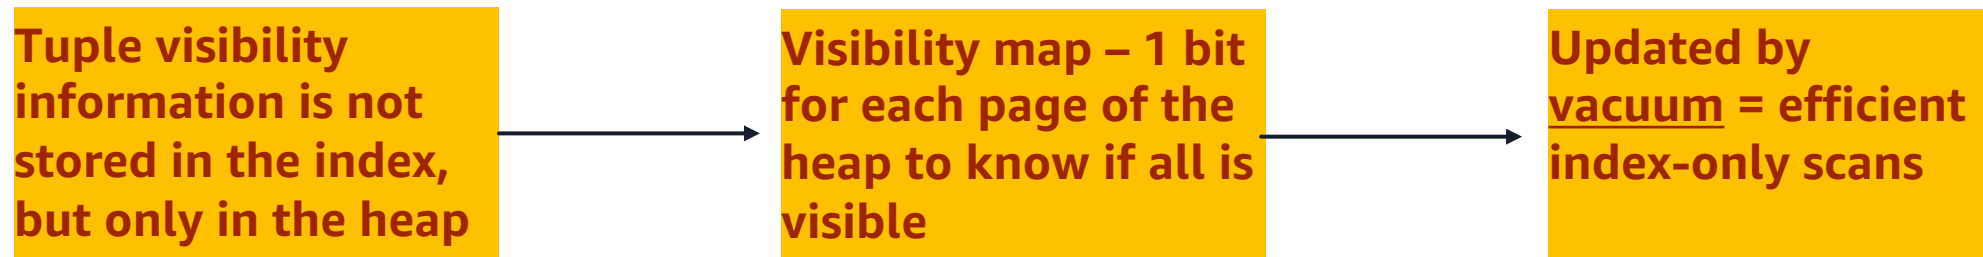 Tuple visibility
information is not
stored in the index,
but only in the heap
Visibility map – 1 bit
for each page of the
heap to know if all is
visible
Updated by
vacuum = efficient
index-only scans